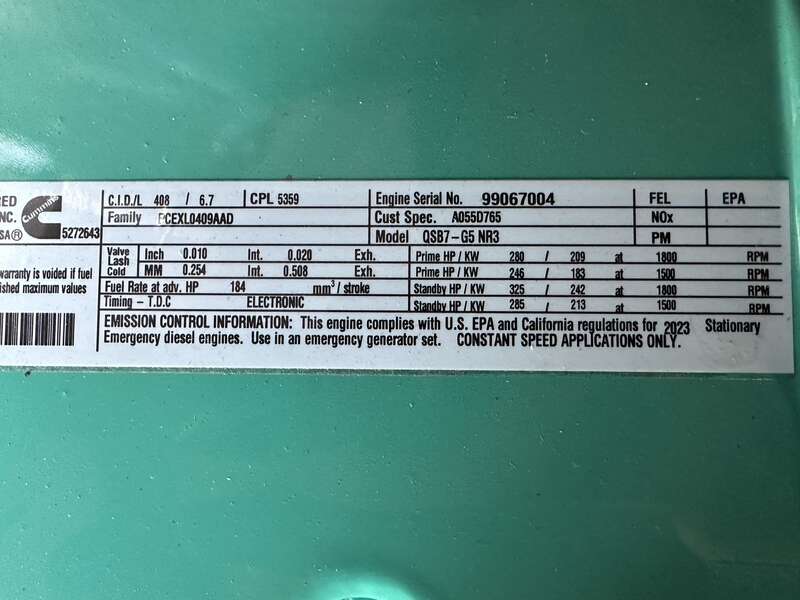 RED
NC.
SA®
Cummins
5272643
warranty is voided if fuel
ished maximum values
C.I.D./L 408 / 6.7 CPL 5359
Family PCEXL0409AAD
Valve Lash Cold Inch 0.010 Int. 0.020 Exh.
MM 0.254 Int. 0.508 Exh.
Fuel Rate at adv. HP 184 mm³ / stroke
Timing - T.D.C ELECTRONIC
Engine Serial No. 99067004
Cust Spec. A055D765
Model QSB7-G5 NR3
FEL EPA
NOx
PM
Prime HP / KW 280 / 209 at 1800 RPM
Prime HP / KW 246 / 183 at 1500 RPM
Standby HP / KW 325 / 242 at 1800 RPM
Standby HP / KW 285 / 213 at 1500 RPM
EMISSION CONTROL INFORMATION: This engine complies with U.S. EPA and California regulations for 2023 Stationary
Emergency diesel engines. Use in an emergency generator set. CONSTANT SPEED APPLICATIONS ONLY.